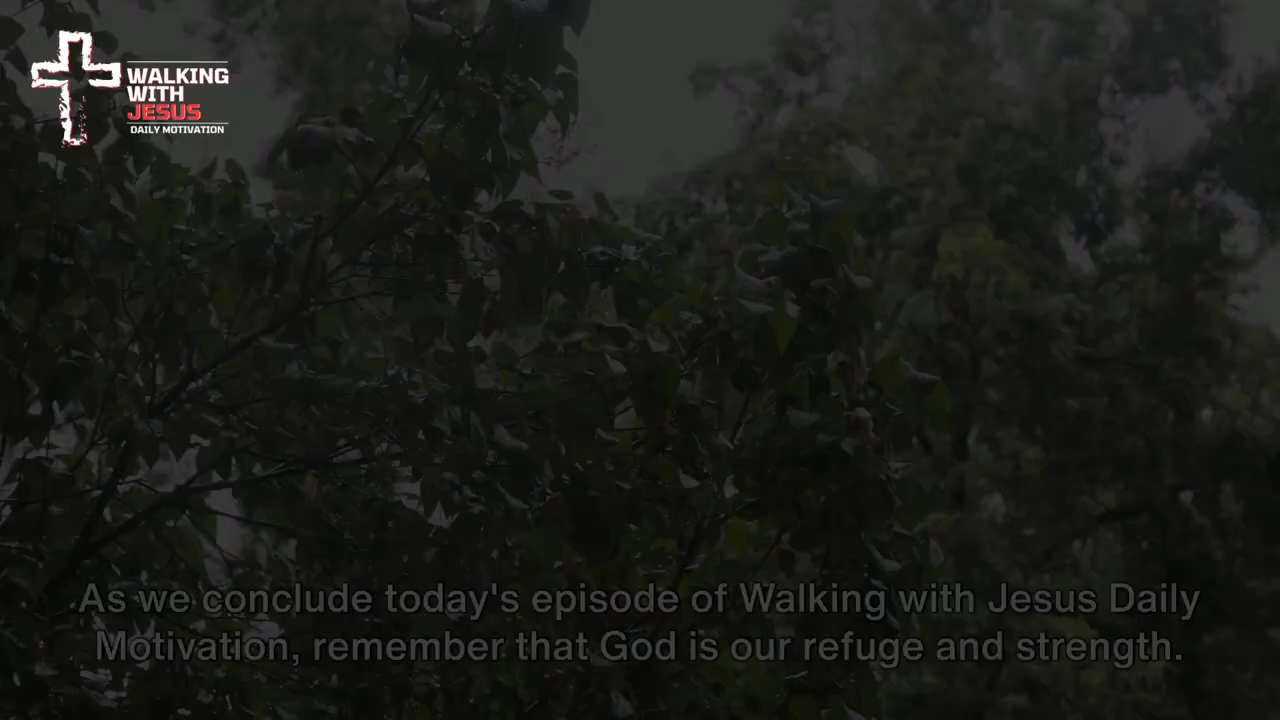 WALKING
WITH
JESUS
DAILY MOTIVATION
As we conclude today's episode of Walking with Jesus Daily
Motivation, remember that God is our refuge and strength.